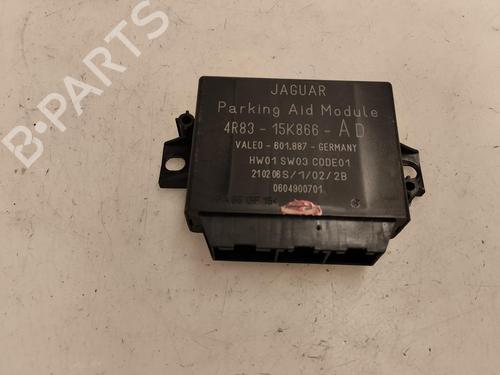 B-PARTS
JAGUAR
Parking Aid Module
4R83 - 15K866 - AD
VALEO - 601.887 - GERMANY
HW01 SW03 CODE01
210206S/1/02/2B
0604900701